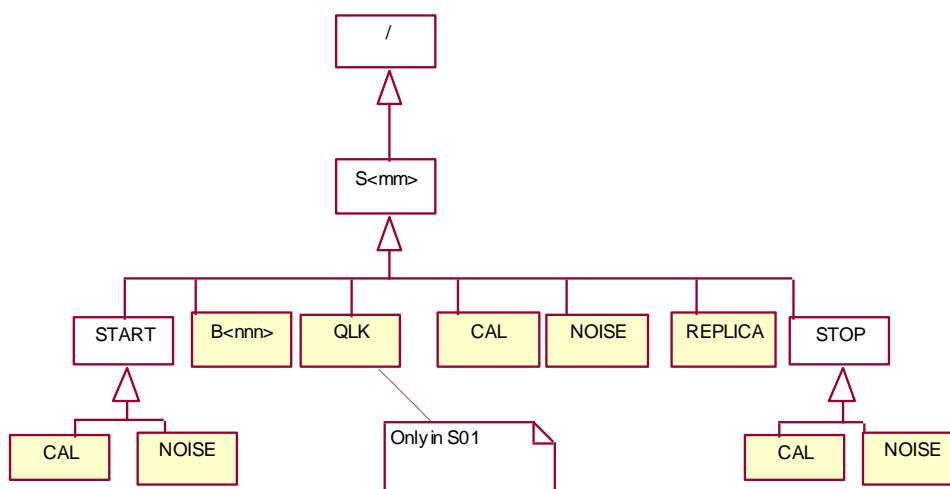 /
S<mm>
START
B<nnn>
QLK
CAL
NOISE
REPLICA
STOP
CAL
NOISE
Only in S01
CAL
NOISE